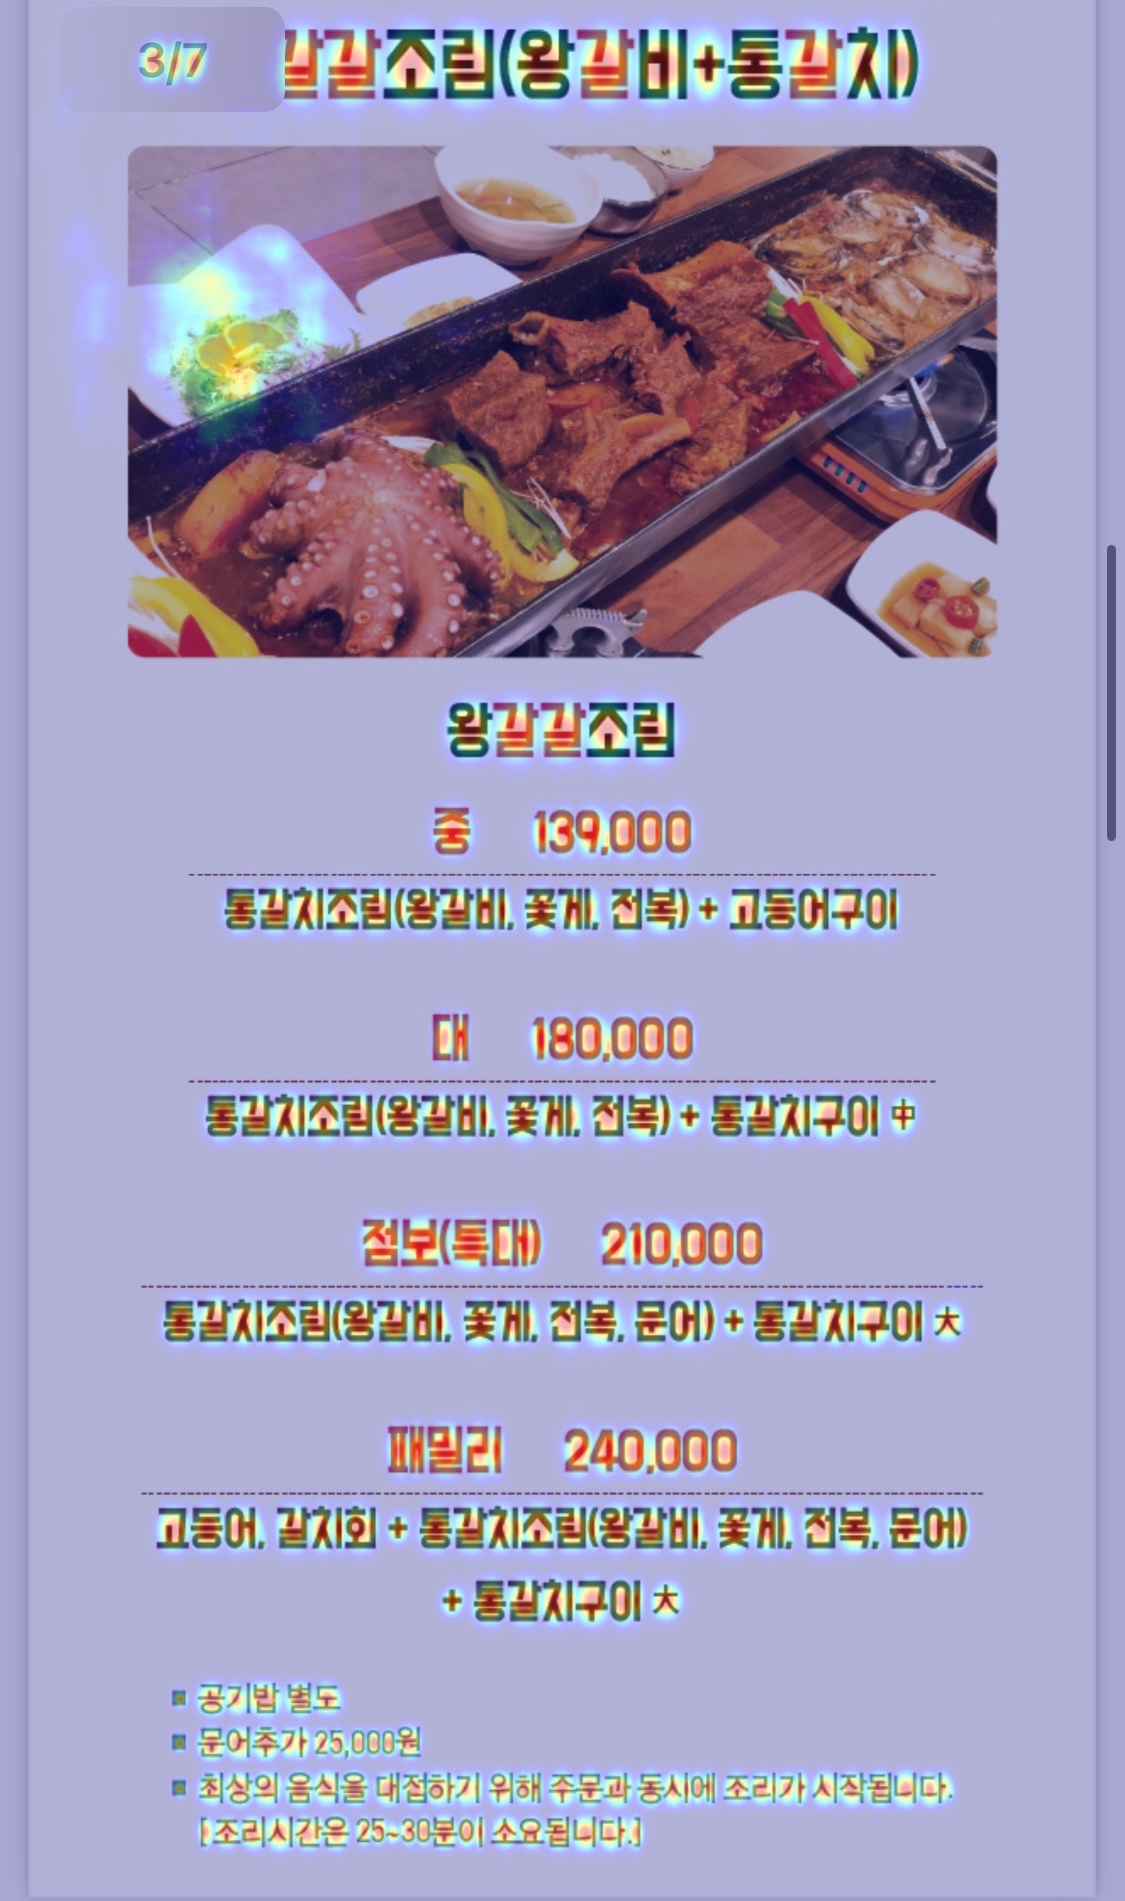 3/7
갈갈조림(왕갈비+통갈치)
왕갈갈조림
중 139,000
통갈치조림(왕갈비, 꽃게, 전복) + 고등어구이
대 180,000
통갈치조림(왕갈비, 꽃게, 전복) + 통갈치구이 中
점보(특대) 210,000
통갈치조림(왕갈비, 꽃게, 전복, 문어) + 통갈치구이 大
패밀리 240,000
고등어, 갈치회 + 통갈치조림(왕갈비, 꽃게, 전복, 문어)
+ 통갈치구이 大
▪ 공기밥 별도
▪ 문어추가 25,000원
▪ 최상의 음식을 대접하기 위해 주문과 동시에 조리가 시작됩니다.
[조리시간은 25~30분이 소요됩니다.]